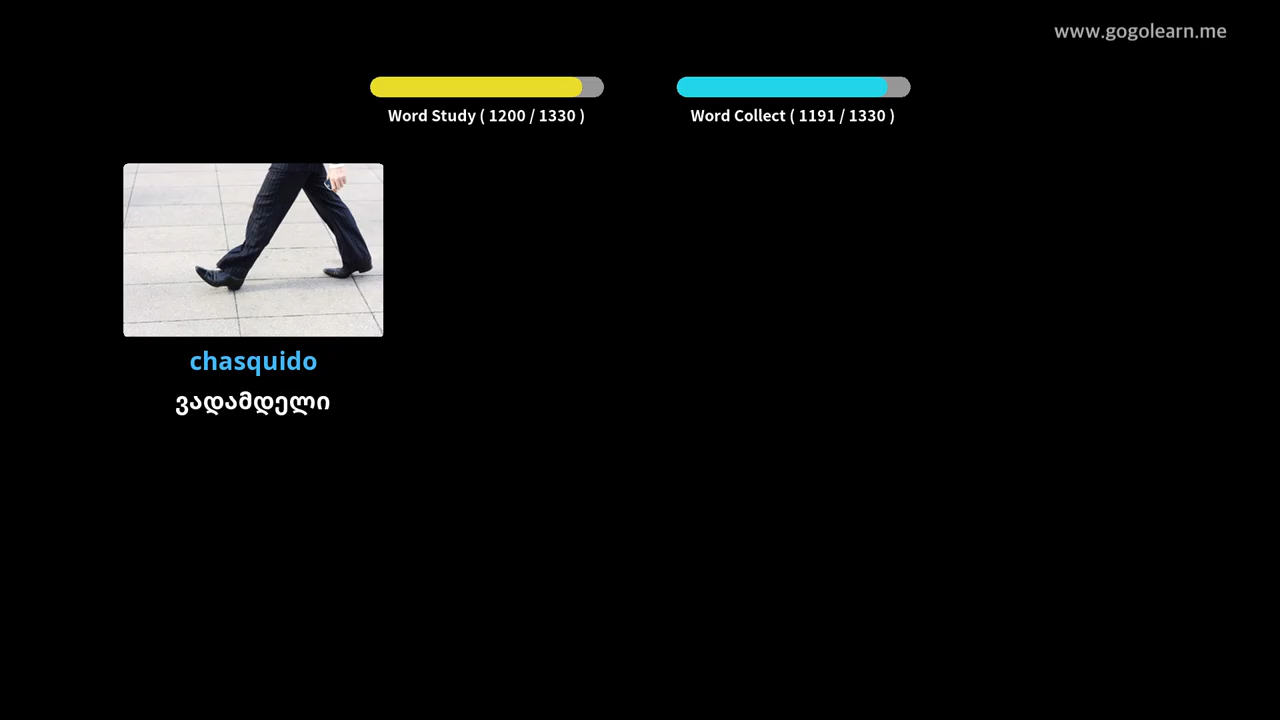 www.gogolearn.me
Word Study ( 1200 / 1330 )
Word Collect ( 1191 / 1330 )
chasquido
ვადამდელი